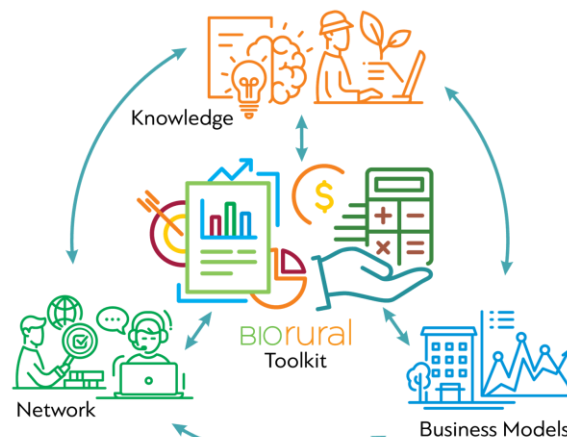 Knowledge
$
+ −
× =
BIOrural
Toolkit
Network
Business Models